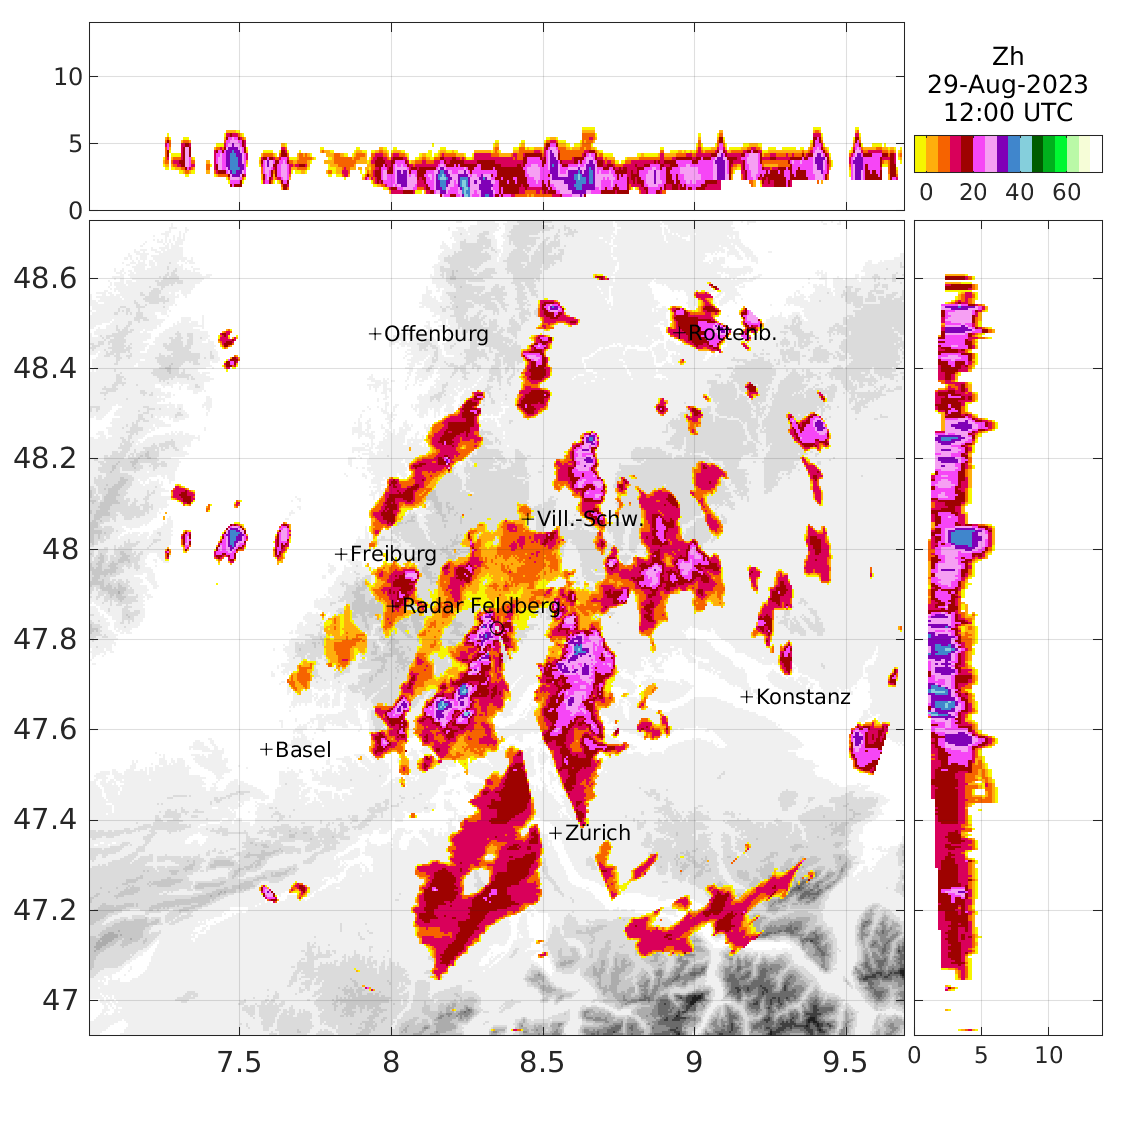 Zh
29-Aug-2023
12:00 UTC
10
5
0
0 20 40 60
48.6
48.4
48.2
48
47.8
47.6
47.4
47.2
47
+Offenburg
+Rottenb.
+Vill.-Schw.
+Freiburg
+Radar Feldberg
+Konstanz
+Basel
+Zürich
7.5 8 8.5 9 9.5
0 5 10